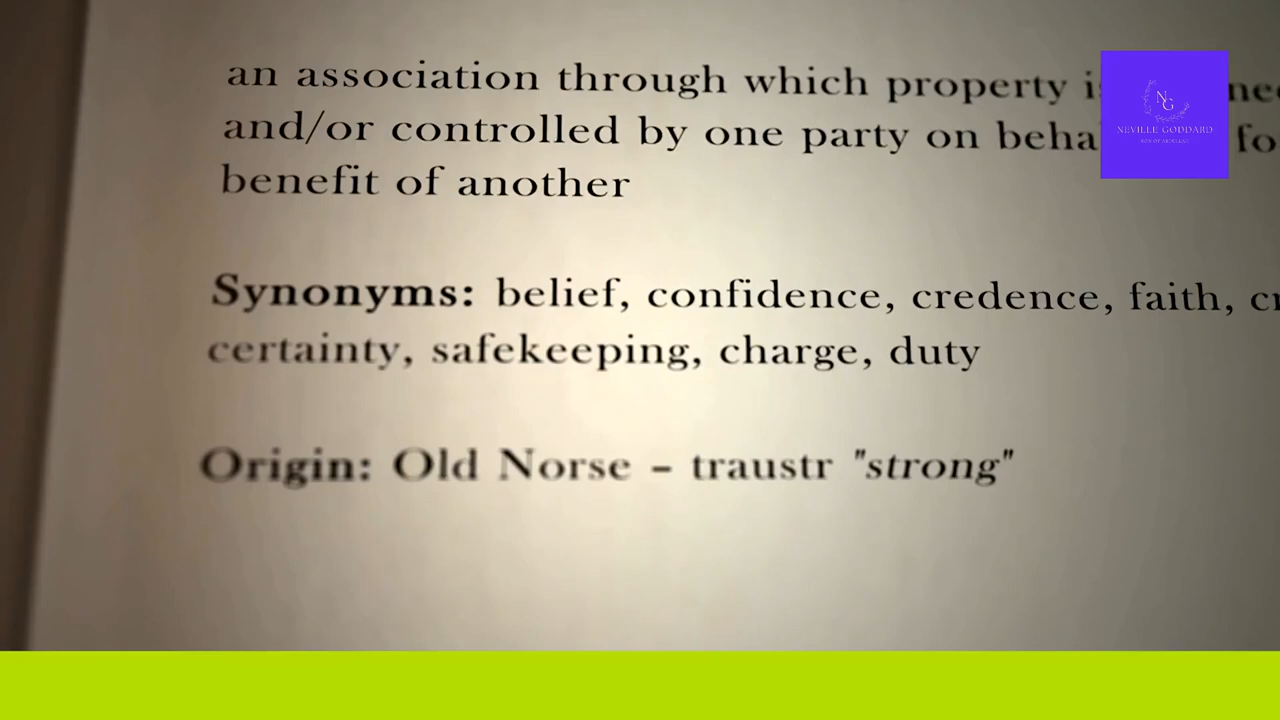 an association through which property is
and/or controlled by one party on
benefit of another
Synonyms: belief, confidence, credence, faith,
certainty, safekeeping, charge, duty
Origin: Old Norse – traustr "strong"
NG
NEVILLE GODDARD